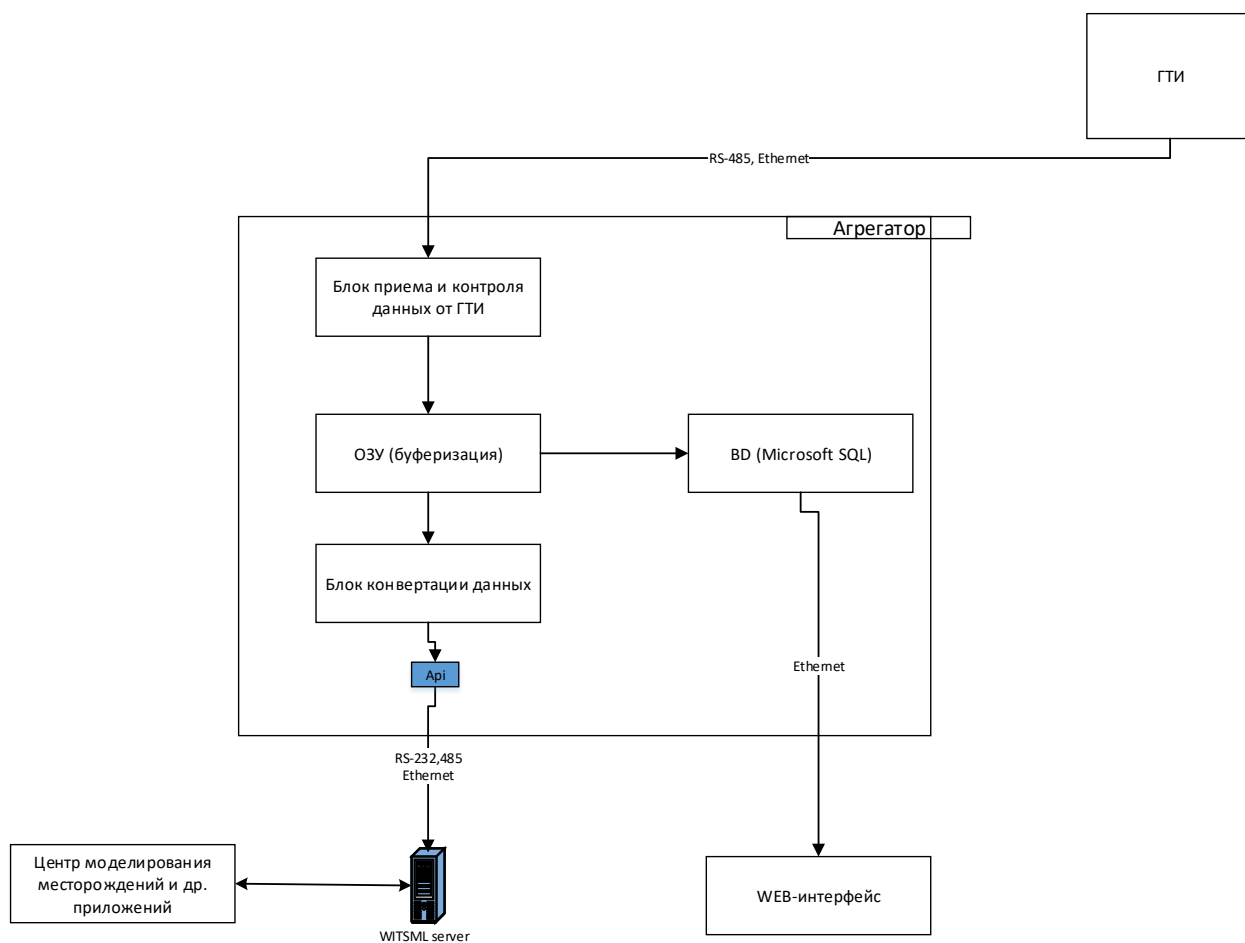 ГТИ
RS-485, Ethernet
Агрегатор
Блок приема и контроля
данных от ГТИ
ОЗУ (буферизация)
BD (Microsoft SQL)
Блок конвертации данных
Api
Ethernet
RS-232,485
Ethernet
Центр моделирования
месторождений и др.
приложений
WITSML server
WEB-интерфейс